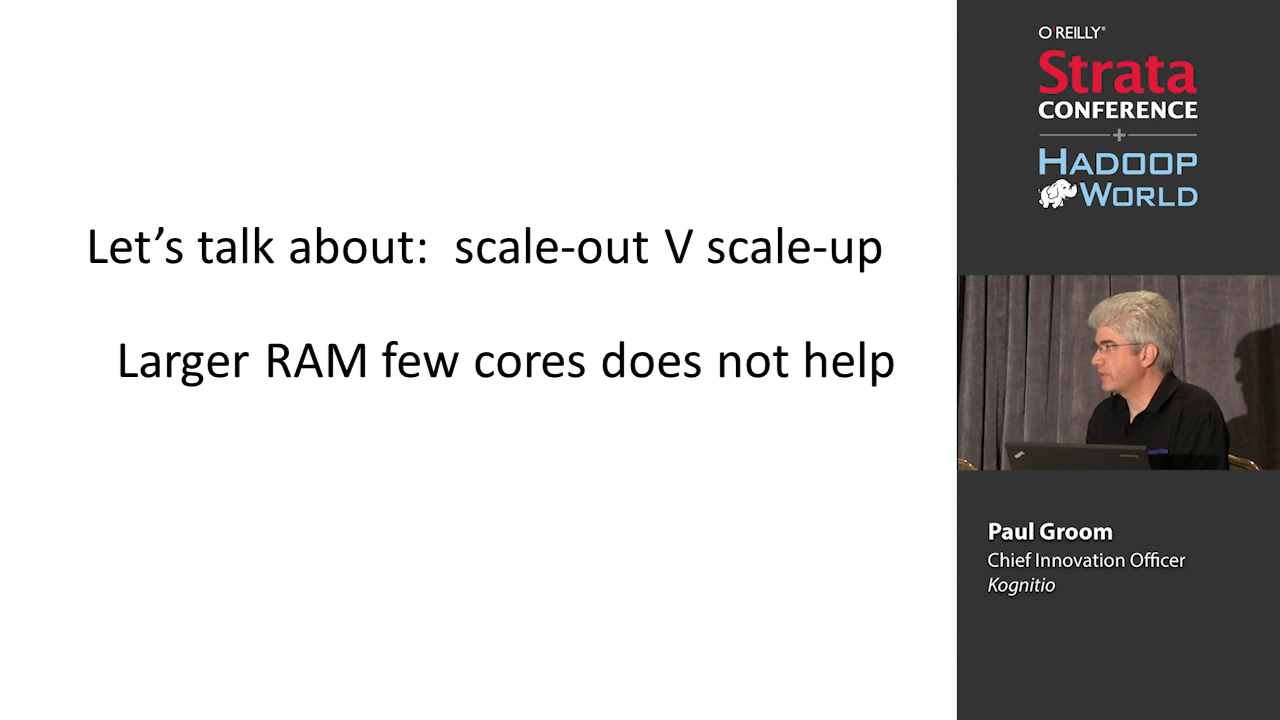 Let's talk about: scale-out V scale-up
Larger RAM few cores does not help
O'REILLY®
Strata
CONFERENCE
+
HADOOP
WORLD
Paul Groom
Chief Innovation Officer
Kognitio